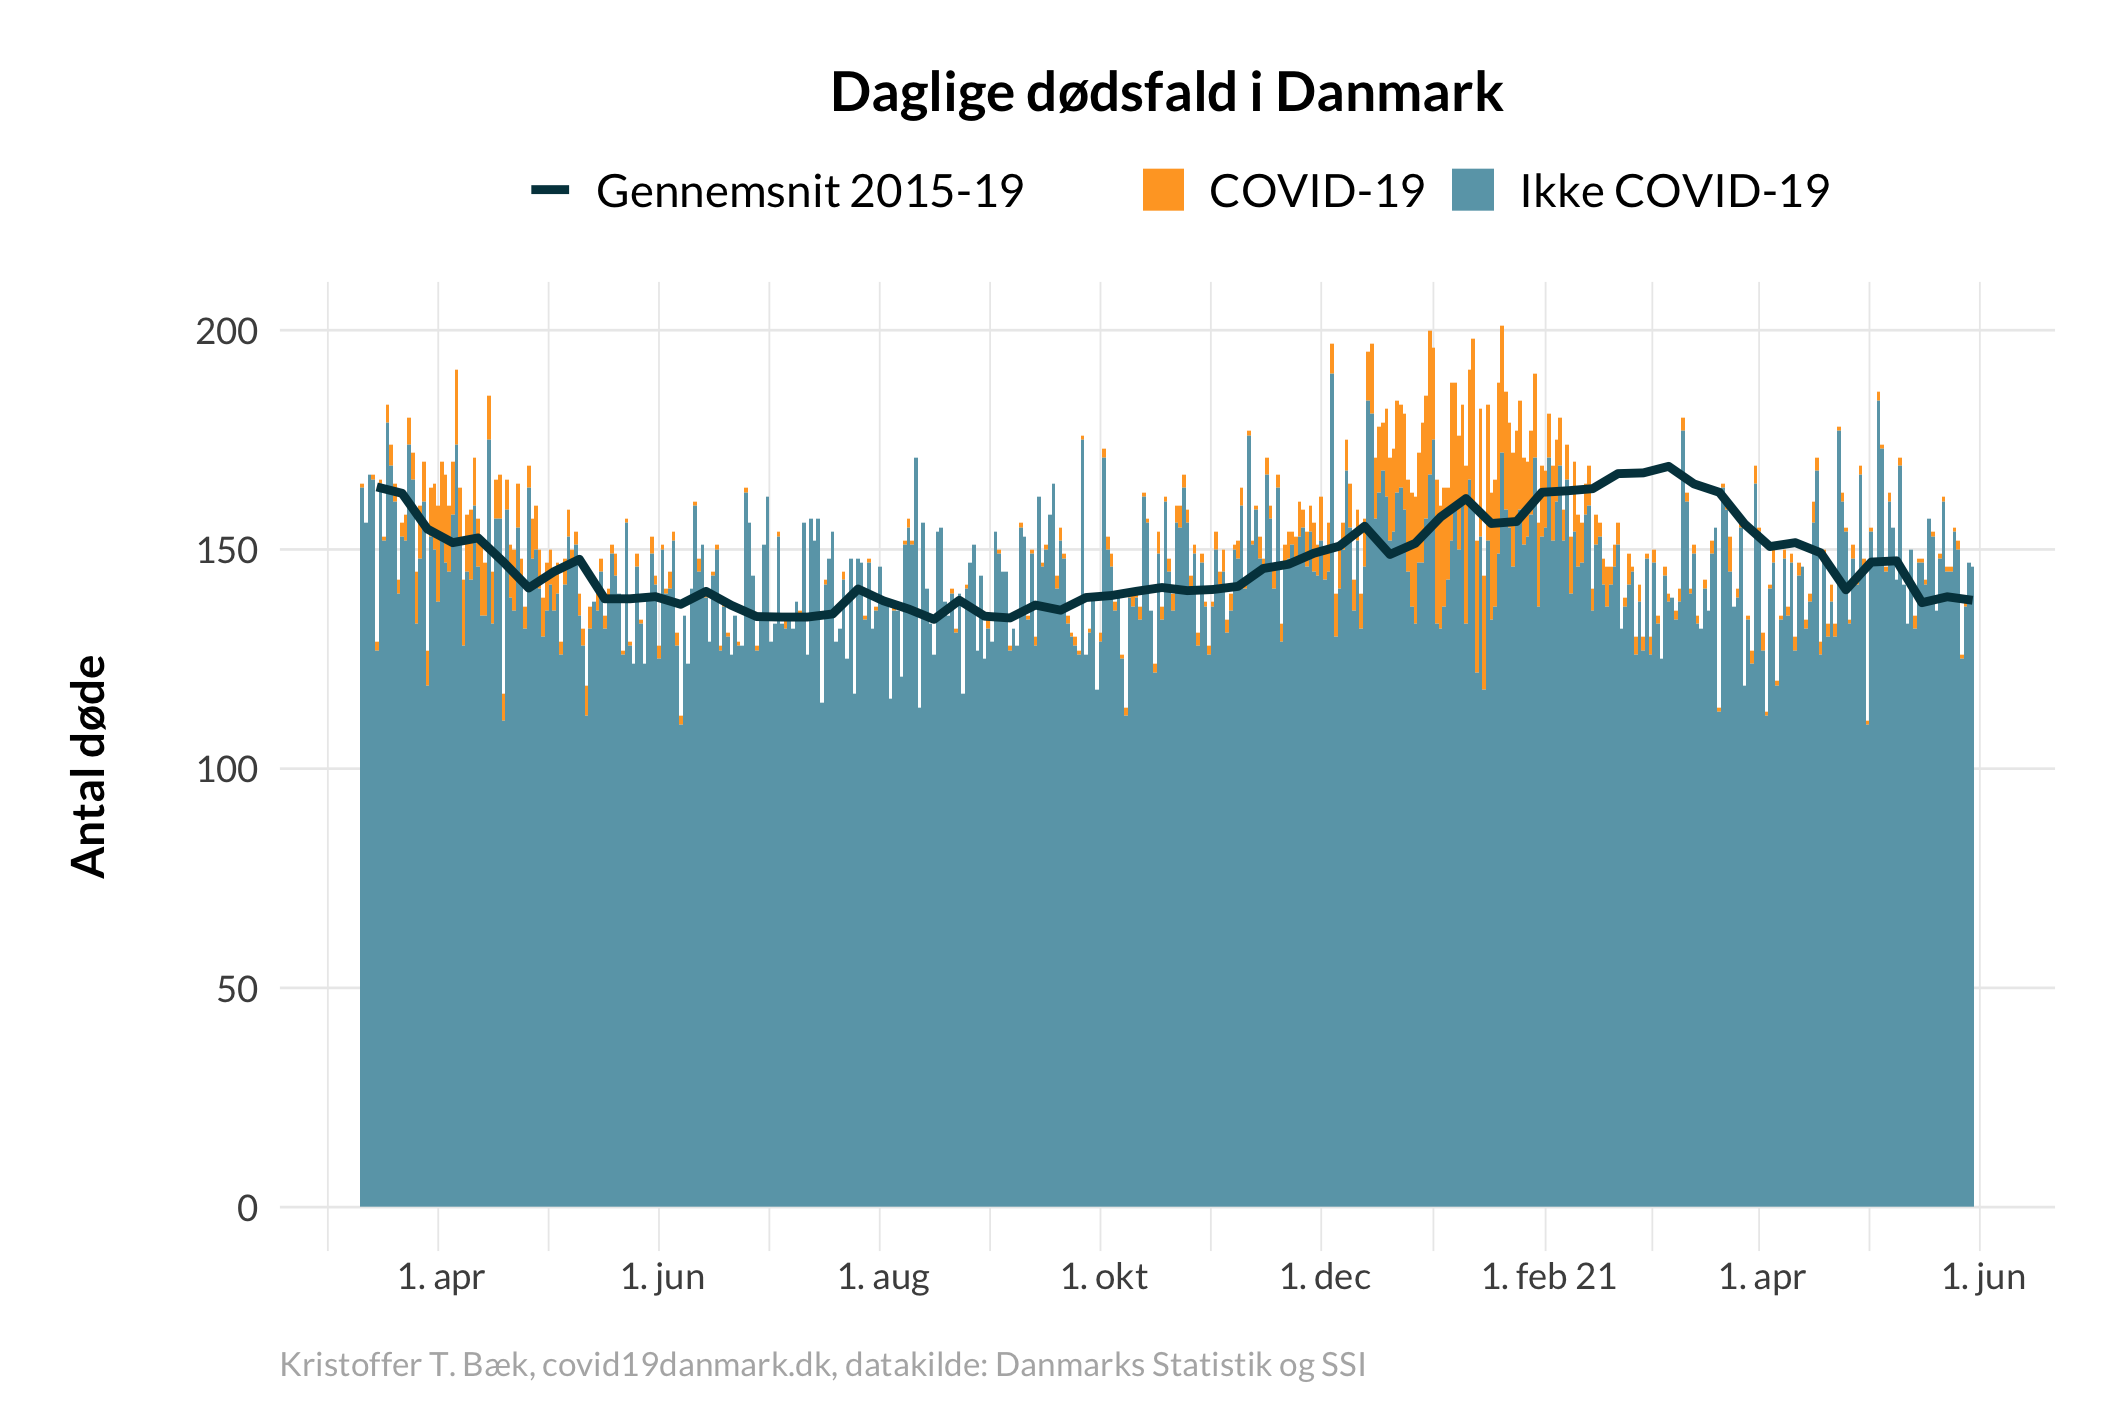 Daglige dødsfald i Danmark
Gennemsnit 2015-19 COVID-19 Ikke COVID-19
Antal døde
200
150
100
50
0
1. apr 1. jun 1. aug 1. okt 1. dec 1. feb 21 1. apr 1. jun
Kristoffer T. Bæk, covid19danmark.dk, datakilde: Danmarks Statistik og SSI